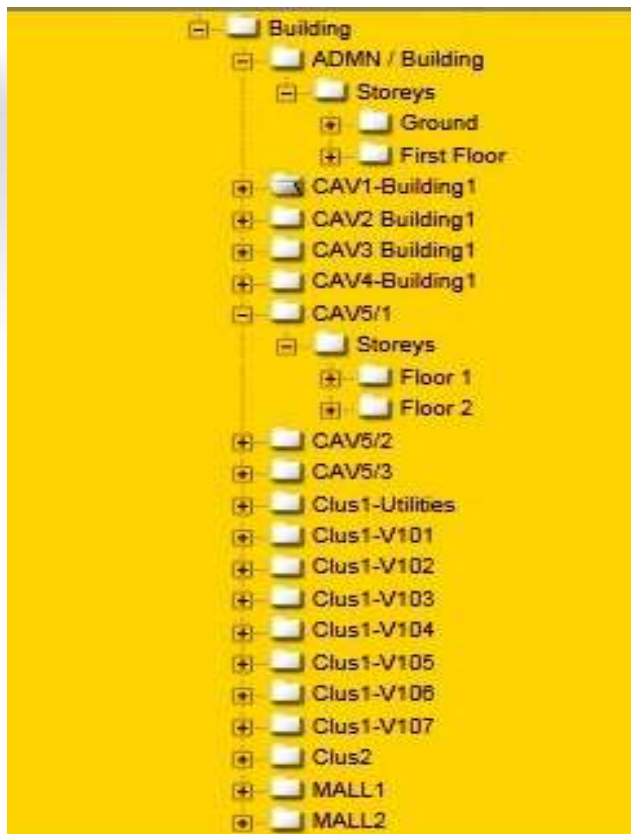 Building
ADMN / Building
Storeys
Ground
First Floor
CAV1-Building1
CAV2 Building1
CAV3 Building1
CAV4-Building1
CAV5/1
Storeys
Floor 1
Floor 2
CAV5/2
CAV5/3
Clus1-Utilities
Clus1-V101
Clus1-V102
Clus1-V103
Clus1-V104
Clus1-V105
Clus1-V106
Clus1-V107
Clus2
MALL1
MALL2